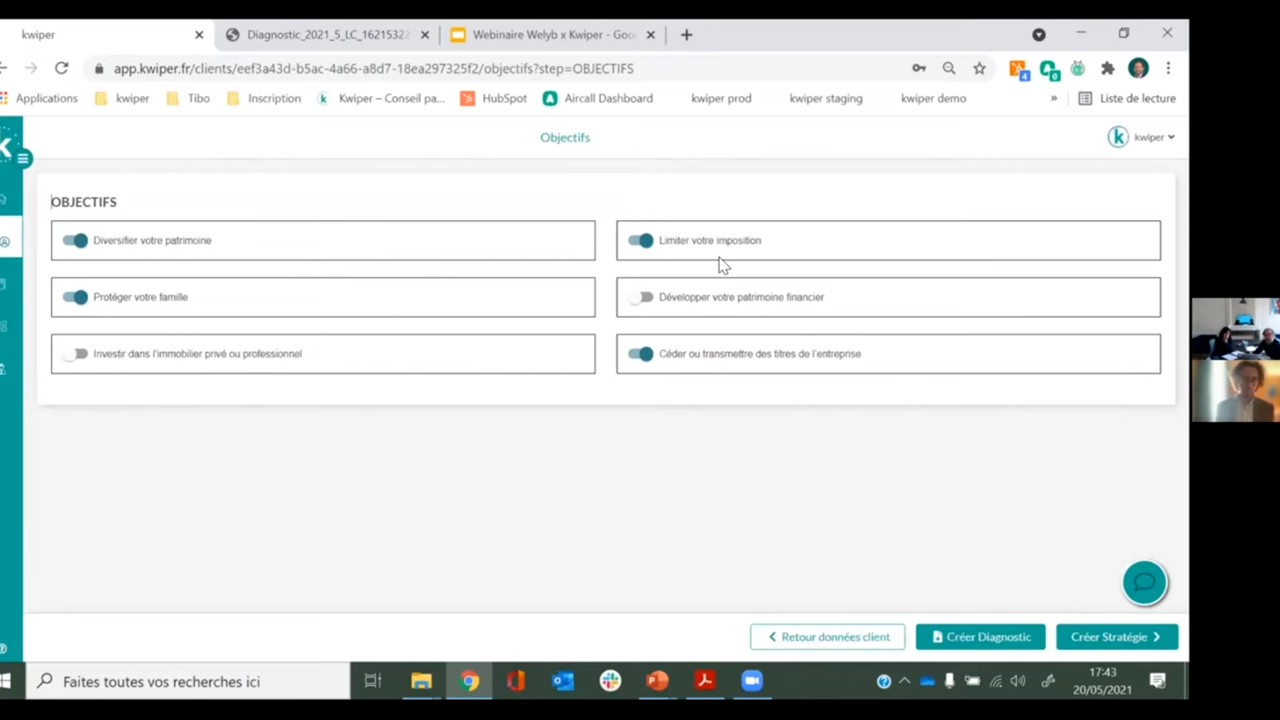 kwiper
Diagnostic_2021_5_LC_16215322
Webinaire Welyb x Kwiper - Goo
app.kwiper.fr/clients/eef3a43d-b5ac-4a66-a8d7-18ea297325f2/objectifs?step=OBJECTIFS
4
0
Applications
kwiper
Tibo
Inscription
Kwiper – Conseil pa...
HubSpot
Aircall Dashboard
kwiper prod
kwiper staging
kwiper demo
»
Liste de lecture
k
Objectifs
k
kwiper
OBJECTIFS
Diversifier votre patrimoine
Limiter votre imposition
Protéger votre famille
Développer votre patrimoine financier
Investir dans l'immobilier privé ou professionnel
Céder ou transmettre des titres de l'entreprise
Retour données client
Créer Diagnostic
Créer Stratégie
Faites toutes vos recherches ici
17:43
20/05/2021